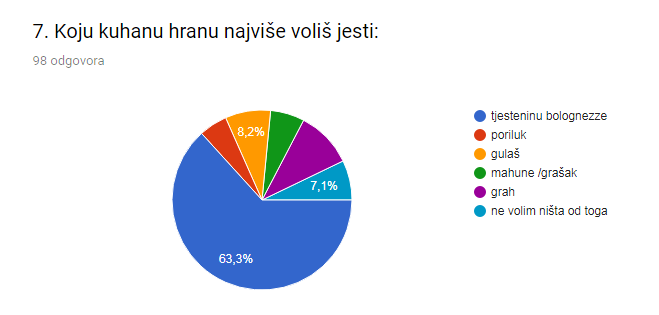 7. Koju kuhanu hranu najviše voliš jesti:
98 odgovora
8,2%
7,1%
63,3%
tjesteninu bolognezze
poriluk
gulaš
mahune /grašak
grah
ne volim ništa od toga